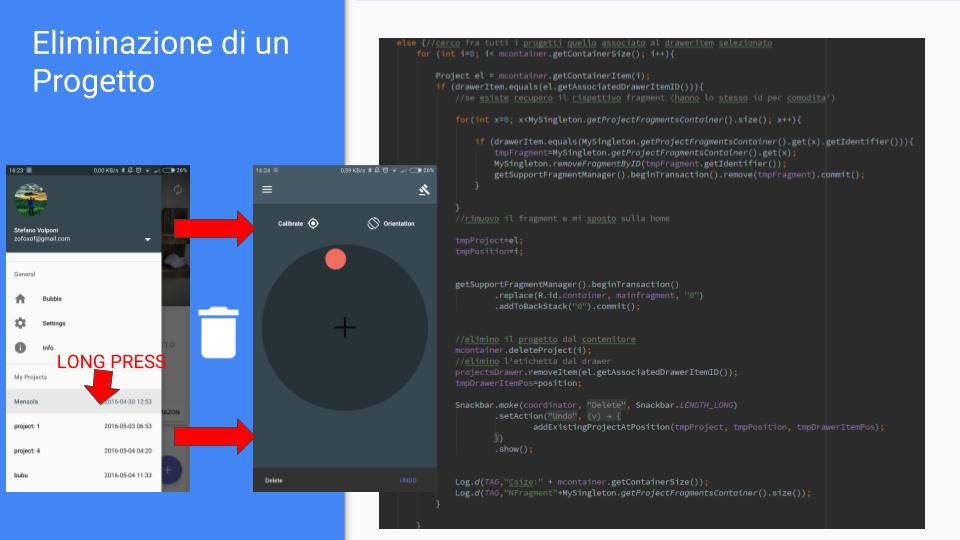 Eliminazione di un
Progetto
14:23 0,00 KB/s 26%
Stefano Volponi
zofoxof@gmail.com
General
Bubble
Settings
Info
LONG PRESS
My Projects
Mensola 2016-04-30 12:53
project: 1 2016-05-03 06:53
project: 4 2016-05-04 04:20
bubu 2016-05-04 11:33
14:24 0,59 KB/s 26%
Calibrate Orientation
Delete UNDO
else {//cerco fra tutti i progetti quello associato al draweritem selezionato
for (int i=0; i< mcontainer.getContainerSize(); i++){
Project el = mcontainer.getContainerItem(i);
if (drawerItem.equals(el.getAssociatedDrawerItemID())){
//se esiste recupero il rispettivo fragment (hanno lo stesso id per comodita')
for(int x=0; x<MySingleton.getProjectFragmentsContainer().size(); x++){
if (drawerItem.equals(MySingleton.getProjectFragmentsContainer().get(x).getIdentifier())){
tmpFragment=MySingleton.getProjectFragmentsContainer().get(x);
MySingleton.removeFragmentByID(tmpFragment.getIdentifier());
getSupportFragmentManager().beginTransaction().remove(tmpFragment).commit();
}
}
//rimuovo il fragment e mi sposto sulla home
tmpProject=el;
tmpPosition=i;
getSupportFragmentManager().beginTransaction()
.replace(R.id.container, mainfragment, "0")
.addToBackStack("0").commit();
//elimino il progetto dal contenitore
mcontainer.deleteProject(i);
//elimino l'etichetta dal drawer
projectsDrawer.removeItem(el.getAssociatedDrawerItemID());
tmpDrawerItemPos=position;
Snackbar.make(coordinator, "Delete", Snackbar.LENGTH_LONG)
.setAction("Undo", (v) → {
addExistingProjectAtPosition(tmpProject, tmpPosition, tmpDrawerItemPos);
})
.show();
Log.d(TAG,"Csize:" + mcontainer.getContainerSize());
Log.d(TAG,"NFragment"+MySingleton.getProjectFragmentsContainer().size());
}
}